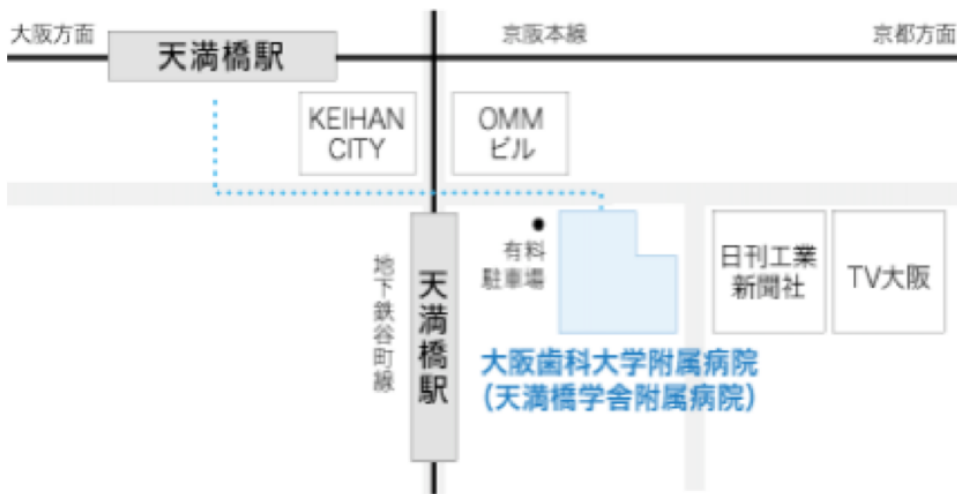 大阪方面
京阪本線
京都方面
天満橋駅
KEIHAN
CITY
OMM
ビル
地下鉄谷町線
天満橋駅
有料
駐車場
日刊工業
新聞社
TV大阪
大阪歯科大学附属病院
（天満橋学舎附属病院）